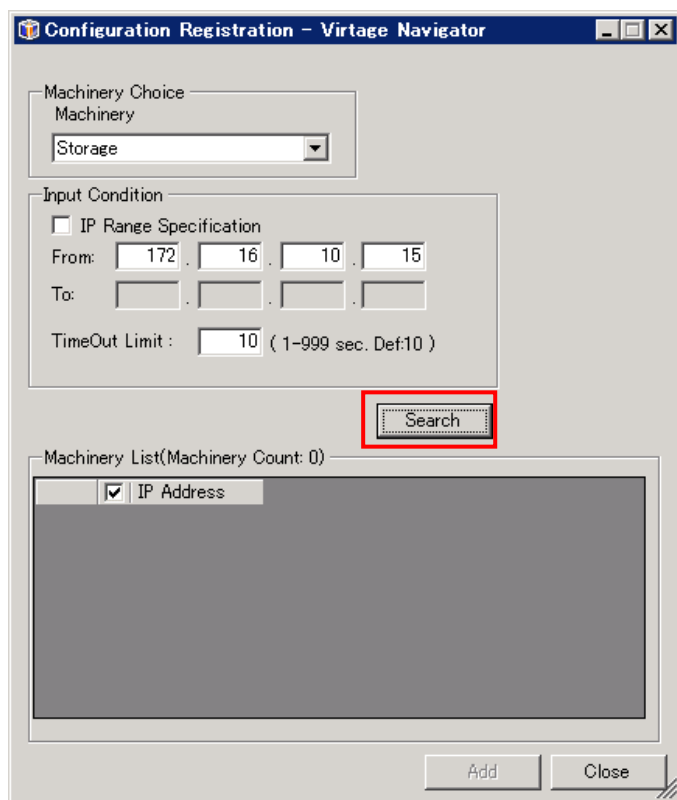 Configuration Registration - Virtage Navigator
Machinery Choice
Machinery
Storage
Input Condition
IP Range Specification
From: 172 . 16 . 10 . 15
To: . . .
TimeOut Limit : 10 ( 1-999 sec. Def:10 )
Search
Machinery List(Machinery Count: 0)
IP Address
Add Close